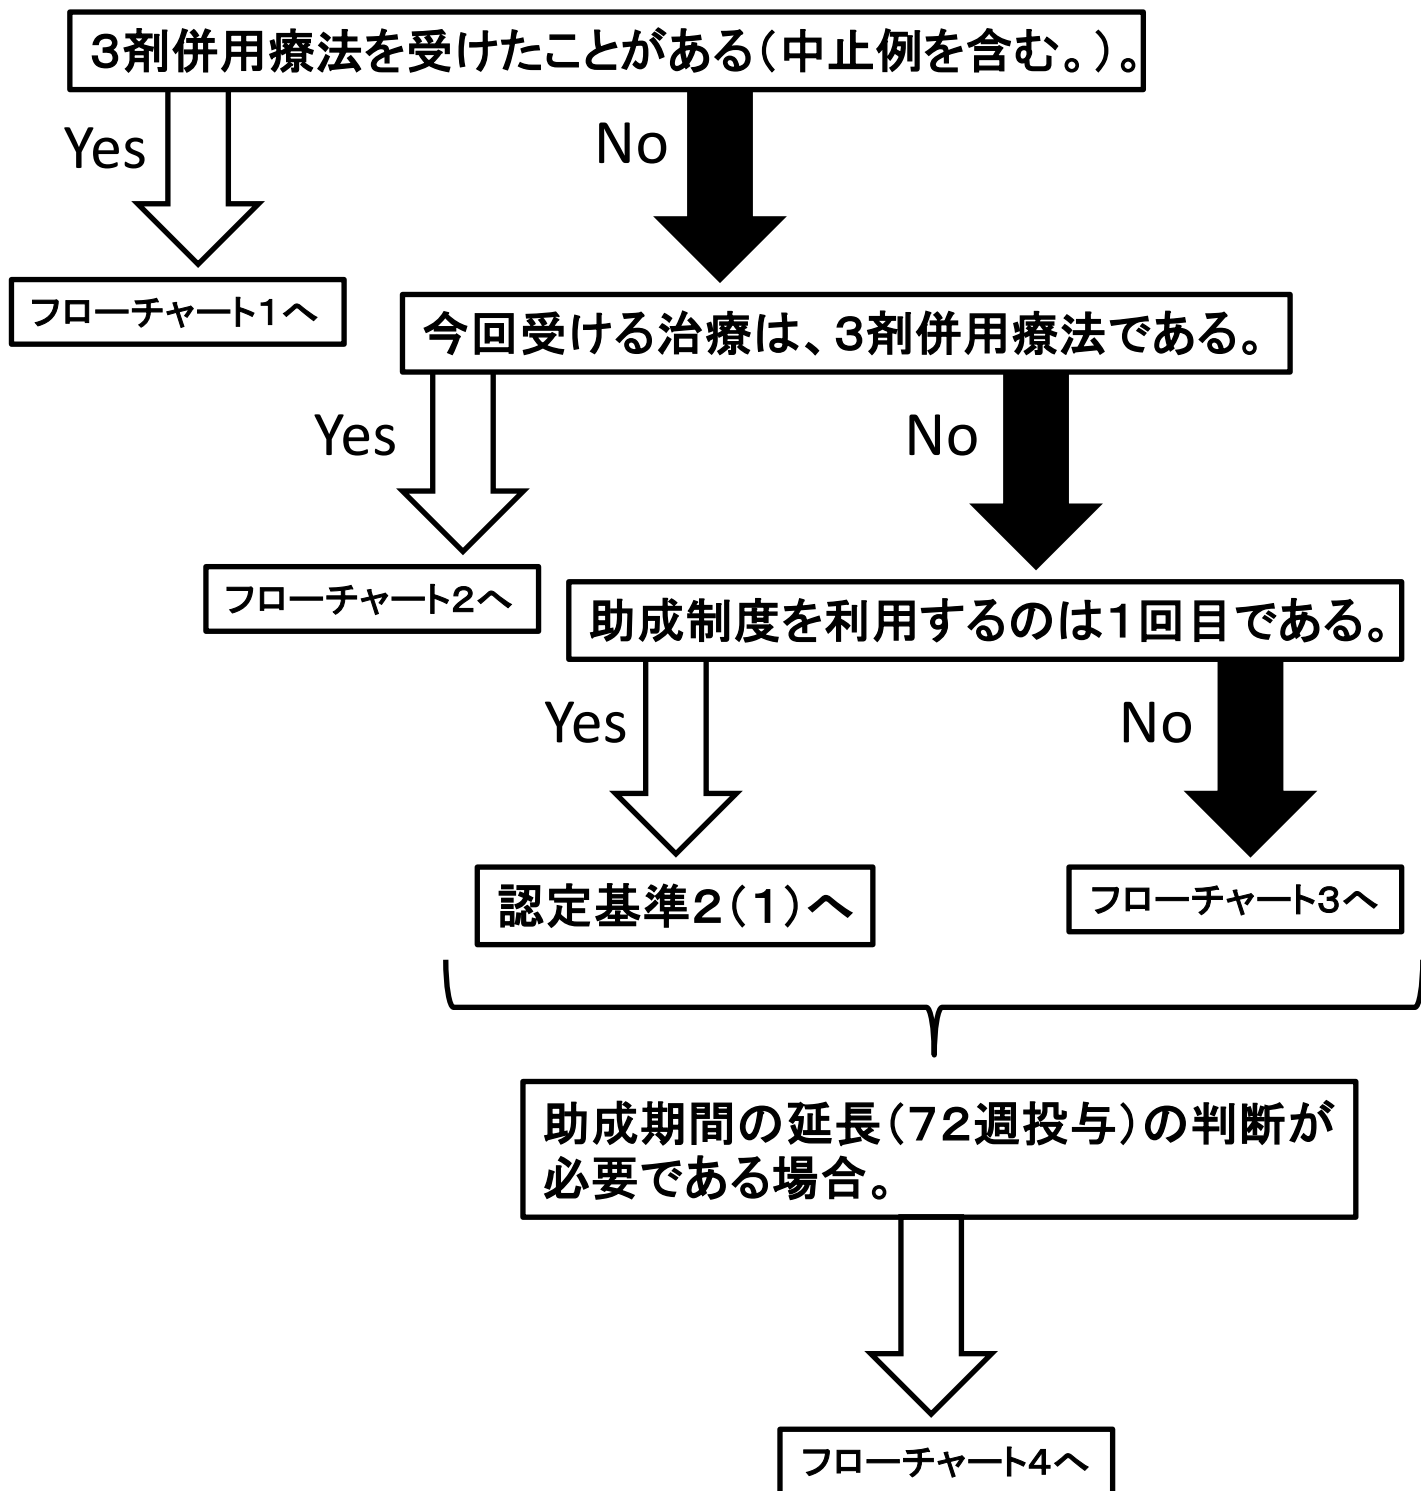 ３剤併用療法を受けたことがある（中止例を含む。）。
Yes
No
フローチャート１へ
今回受ける治療は、３剤併用療法である。
Yes
No
フローチャート２へ
助成制度を利用するのは１回目である。
Yes
No
認定基準２（１）へ
フローチャート３へ
助成期間の延長（７２週投与）の判断が
必要である場合。
フローチャート４へ